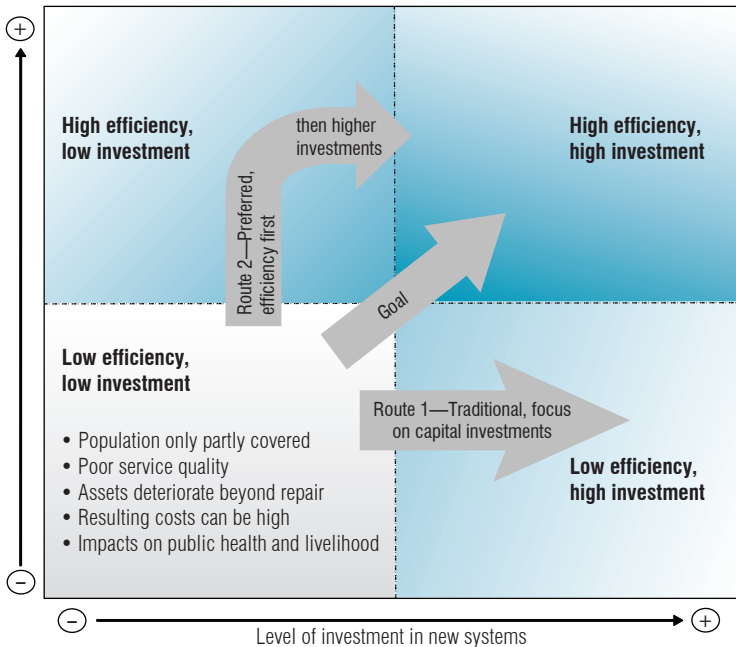 +
High efficiency,
low investment
then higher
investments
High efficiency,
high investment
Route 2—Preferred,
efficiency first
Goal
Low efficiency,
low investment
• Population only partly covered
• Poor service quality
• Assets deteriorate beyond repair
• Resulting costs can be high
• Impacts on public health and livelihood
Route 1—Traditional, focus
on capital investments
Low efficiency,
high investment
–
–
+
Level of investment in new systems